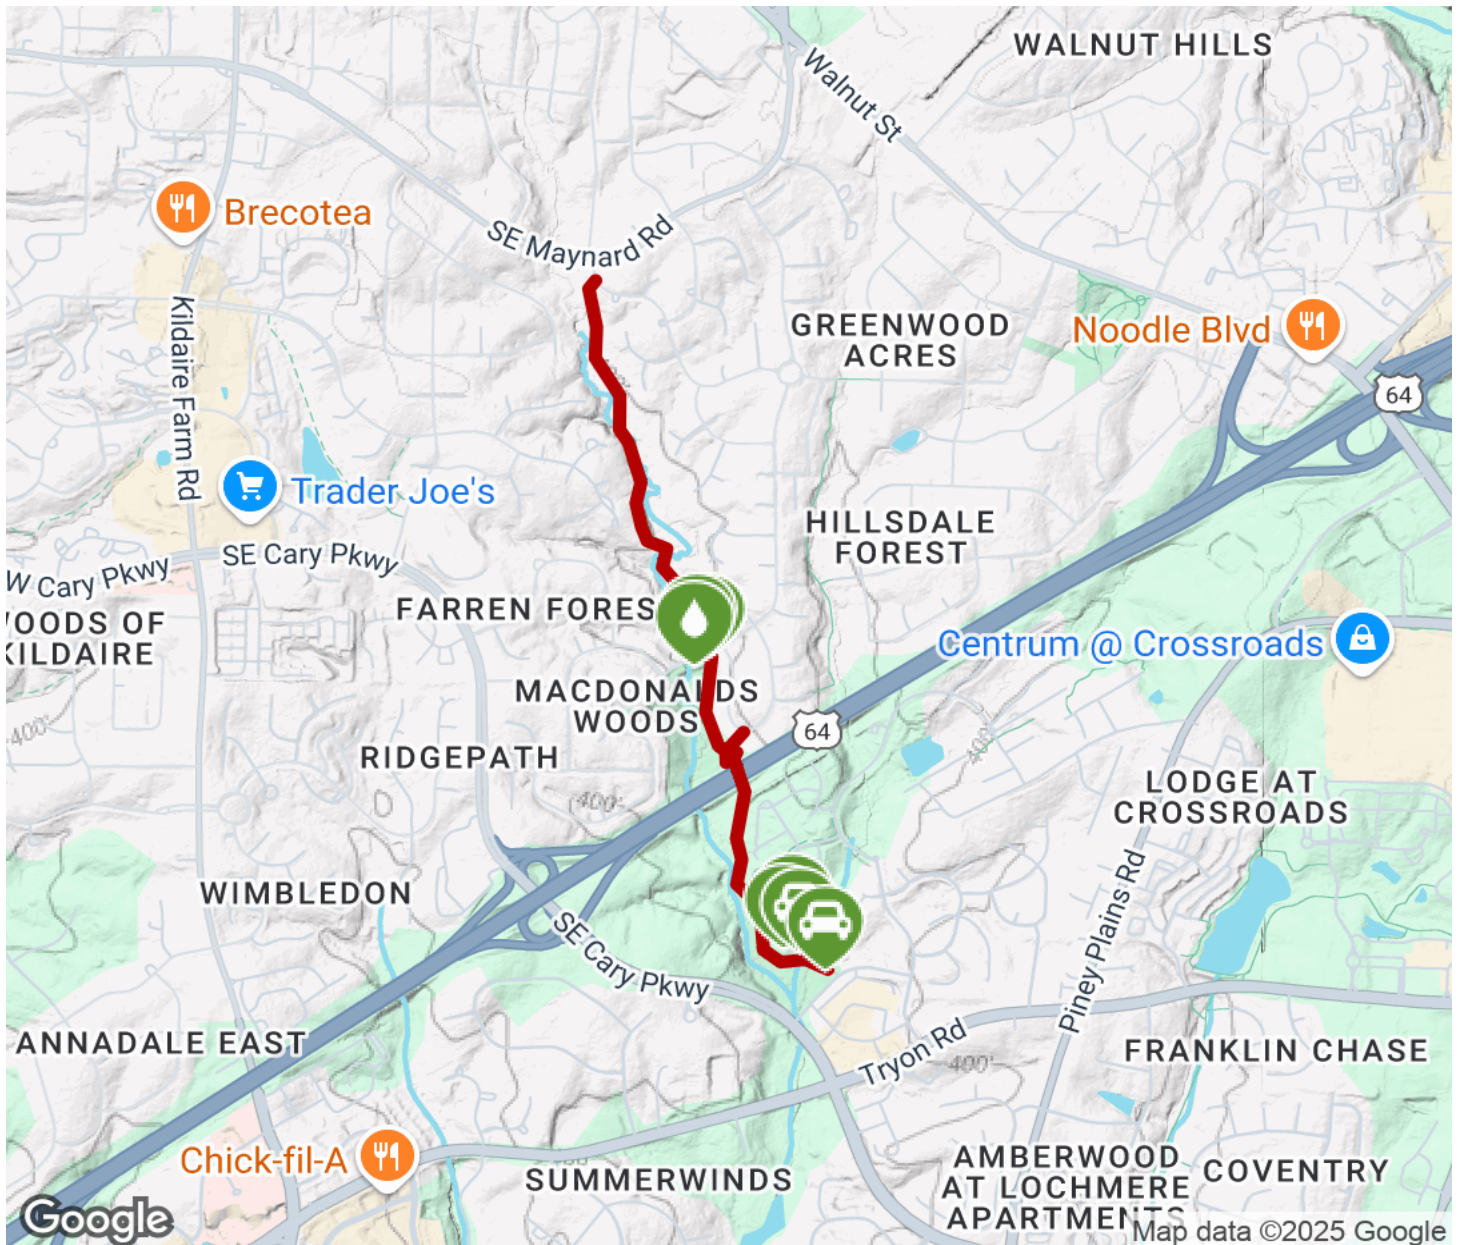 WALNUT HILLS
Walnut St
Brecotea
SE Maynard Rd
Kildaire Farm Rd
GREENWOOD
ACRES
Noodle Blvd
64
Trader Joe's
HILLSDALE
FOREST
SE Cary Pkwy
W Cary Pkwy
FARREN FORES
OODS OF
KILDAIRE
Centrum @ Crossroads
MACDONALDS
WOODS
64
400'
400'
RIDGEPATH
LODGE AT
CROSSROADS
400'
WIMBLEDON
SE Cary Pkwy
Piney Plains Rd
ANNADALE EAST
Tryon Rd
400'
FRANKLIN CHASE
Chick-fil-A
SUMMERWINDS
AMBERWOOD
AT LOCHMERE
APARTMENTS
COVENTRY
Google
Map data ©2025 Google